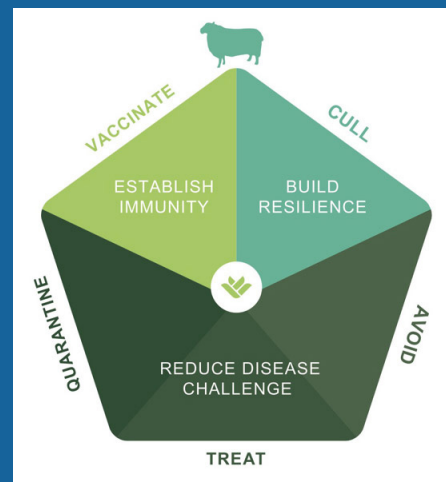 VACCINATE
CULL
ESTABLISH
IMMUNITY
BUILD
RESILIENCE
QUARANTINE
AVOID
REDUCE DISEASE
CHALLENGE
TREAT